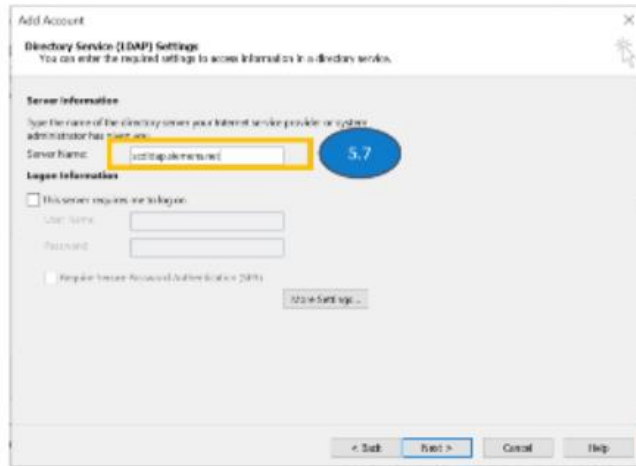 Add Account
Directory Service (LDAP) Settings
You can enter the required settings to access information in a directory service.
Server Information
Type the name of the directory server your Internet service provider or system
administrator has given you.
Server Name:
5.7
Logon Information
This server requires me to log on
User Name:
Password:
Require Secure Password Authentication (SPA)
More Settings ...
< Back
Next >
Cancel
Help